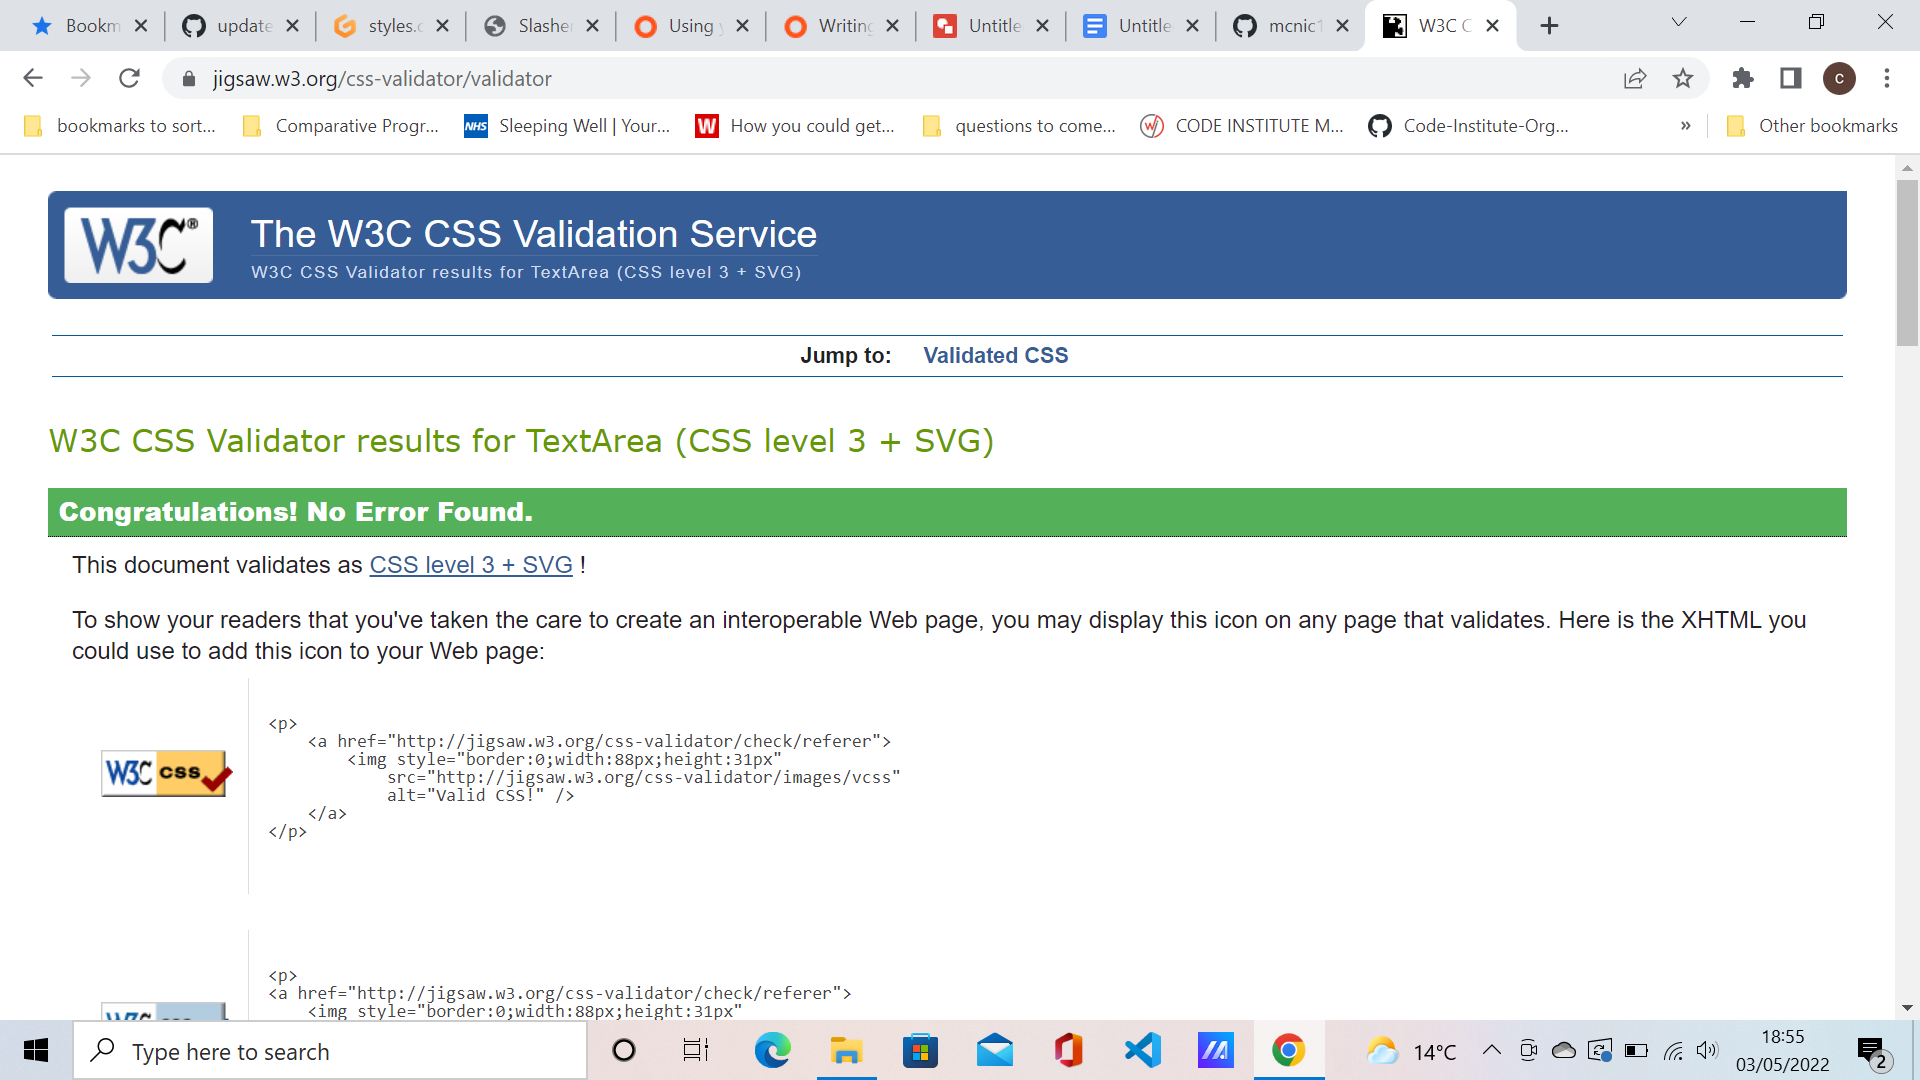 Bookm
update
styles.c
Slasher
Using y
Writing
Untitle
Untitle
mcnic1
W3C C
jigsaw.w3.org/css-validator/validator
c
bookmarks to sort...
Comparative Progr...
NHS
Sleeping Well | Your...
W
How you could get...
questions to come...
CODE INSTITUTE M...
Code-Institute-Org...
»
Other bookmarks
W3C®
The W3C CSS Validation Service
W3C CSS Validator results for TextArea (CSS level 3 + SVG)
Jump to: Validated CSS
W3C CSS Validator results for TextArea (CSS level 3 + SVG)
Congratulations! No Error Found.
This document validates as CSS level 3 + SVG !
To show your readers that you've taken the care to create an interoperable Web page, you may display this icon on any page that validates. Here is the XHTML you
could use to add this icon to your Web page:
W3C css
<p>
<a href="http://jigsaw.w3.org/css-validator/check/referer">
<img style="border:0;width:88px;height:31px"
src="http://jigsaw.w3.org/css-validator/images/vcss"
alt="Valid CSS!" />
</a>
</p>
W3C css
<p>
<a href="http://jigsaw.w3.org/css-validator/check/referer">
<img style="border:0;width:88px;height:31px"
Type here to search
14°C
18:55
03/05/2022
2